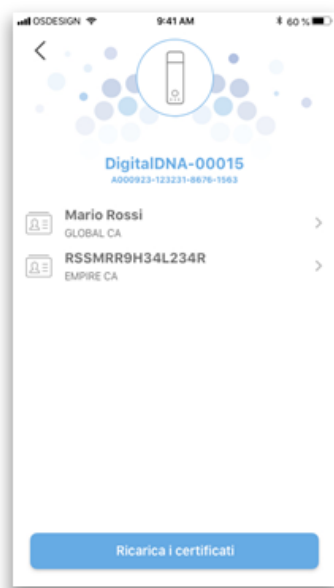 OSDESIGN 9:41 AM 60 %
DigitalDNA-00015
A000923-123231-8676-1563
Mario Rossi
GLOBAL CA
RSSMRR9H34L234R
EMPIRE CA
Ricarica i certificati